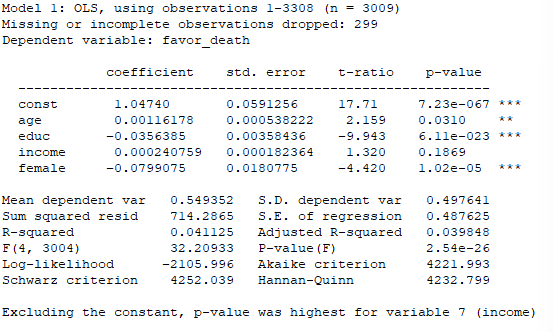 Model 1: OLS, using observations 1-3308 (n = 3009)
Missing or incomplete observations dropped: 299
Dependent variable: favor_death
coefficient std. error t-ratio p-value
---------------------------------------------------------
const 1.04740 0.0591256 17.71 7.23e-067 ***
age 0.00116178 0.000538222 2.159 0.0310 **
educ -0.0356385 0.00358436 -9.943 6.11e-023 ***
income 0.000240759 0.000182364 1.320 0.1869
female -0.0799075 0.0180775 -4.420 1.02e-05 ***
Mean dependent var 0.549352 S.D. dependent var 0.497641
Sum squared resid 714.2865 S.E. of regression 0.487625
R-squared 0.041125 Adjusted R-squared 0.039848
F(4, 3004) 32.20933 P-value(F) 2.54e-26
Log-likelihood -2105.996 Akaike criterion 4221.993
Schwarz criterion 4252.039 Hannan-Quinn 4232.799
Excluding the constant, p-value was highest for variable 7 (income)